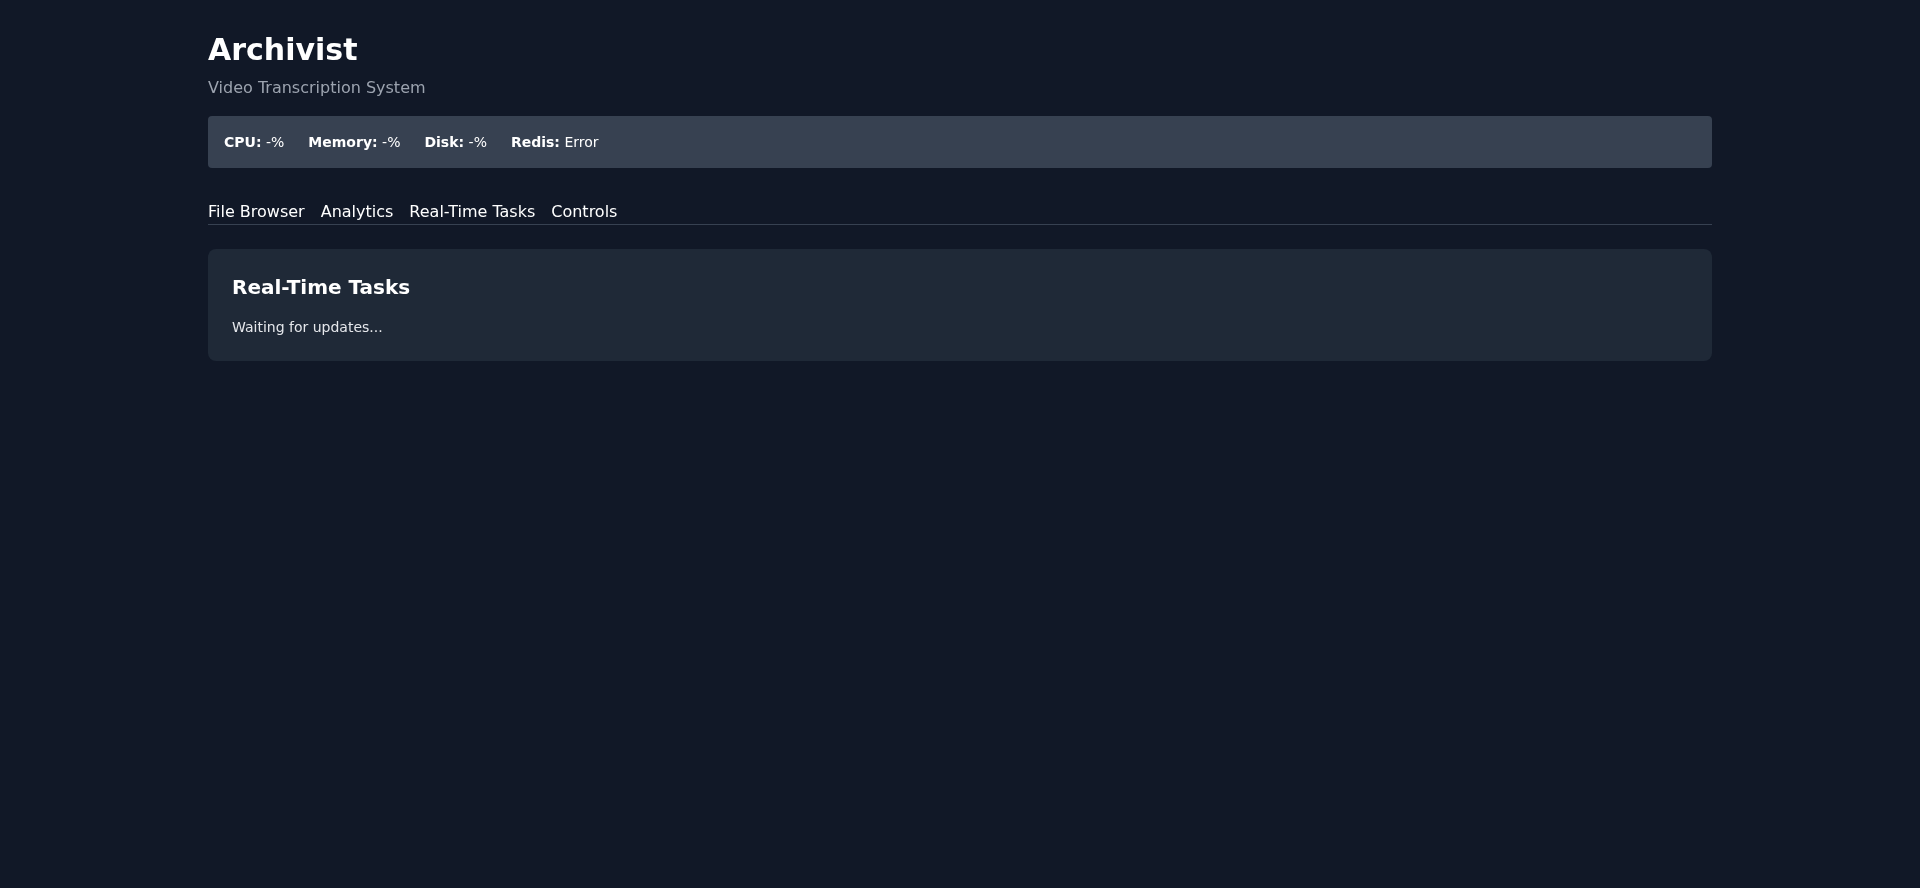 Archivist
Video Transcription System
CPU: -% Memory: -% Disk: -% Redis: Error
File Browser Analytics Real-Time Tasks Controls
Real-Time Tasks
Waiting for updates...